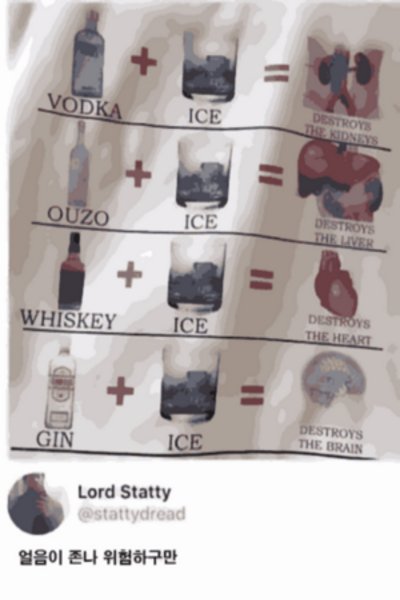 VODKA + ICE = DESTROYS
THE KIDNEYS
OUZO + ICE = DESTROYS
THE LIVER
WHISKEY + ICE = DESTROYS
THE HEART
GIN + ICE = DESTROYS
THE BRAIN
Lord Statty
@stattydread
얼음이 존나 위험하구만